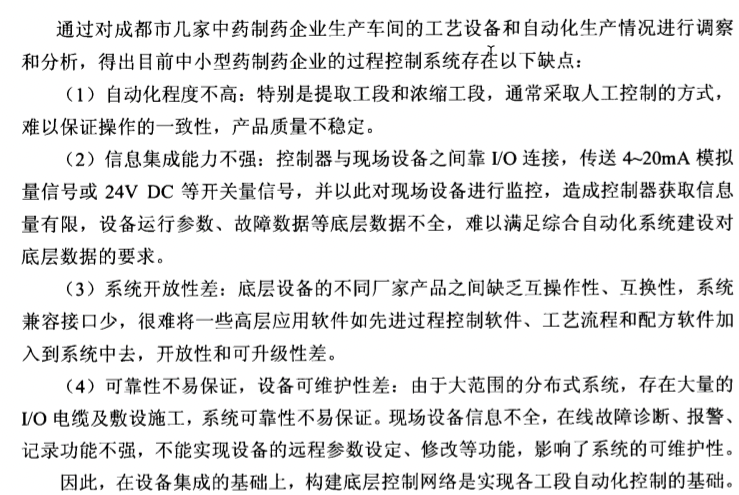 通过对成都市几家中药制药企业生产车间的工艺设备和自动化生产情况进行调察
和分析，得出目前中小型药制药企业的过程控制系统存在以下缺点：
（1）自动化程度不高：特别是提取工段和浓缩工段，通常采取人工控制的方式，
难以保证操作的一致性，产品质量不稳定。
（2）信息集成能力不强：控制器与现场设备之间靠 I/O 连接，传送 4~20mA 模拟
量信号或 24V DC 等开关量信号，并以此对现场设备进行监控，造成控制器获取信息
量有限，设备运行参数、故障数据等底层数据不全，难以满足综合自动化系统建设对
底层数据的要求。
（3）系统开放性差：底层设备的不同厂家产品之间缺乏互操作性、互换性，系统
兼容接口少，很难将一些高层应用软件如先进过程控制软件、工艺流程和配方软件加
入到系统中去，开放性和可升级性差。
（4）可靠性不易保证，设备可维护性差：由于大范围的分布式系统，存在大量的
I/O 电缆及敷设施工，系统可靠性不易保证。现场设备信息不全，在线故障诊断、报警、
记录功能不强，不能实现设备的远程参数设定、修改等功能，影响了系统的可维护性。
因此，在设备集成的基础上，构建底层控制网络是实现各工段自动化控制的基础。